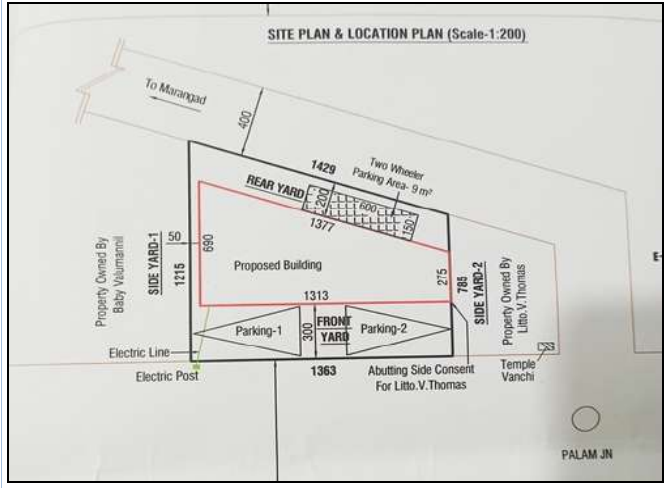 SITE PLAN & LOCATION PLAN (Scale-1:200)
To Marangad
400
1429
Two Wheeler
Parking Area- 9 m²
REAR YARD
200
600
150
1377
Property Owned By
Baby Valumannil
SIDE YARD-1
1215
50
690
Proposed Building
275
785
SIDE YARD-2
Property Owned By
Litto.V.Thomas
1313
Parking-1
300
FRONT
YARD
Parking-2
Electric Line
Electric Post
1363
Abutting Side Consent
For Litto.V.Thomas
Temple
Vanchi
PALAM JN